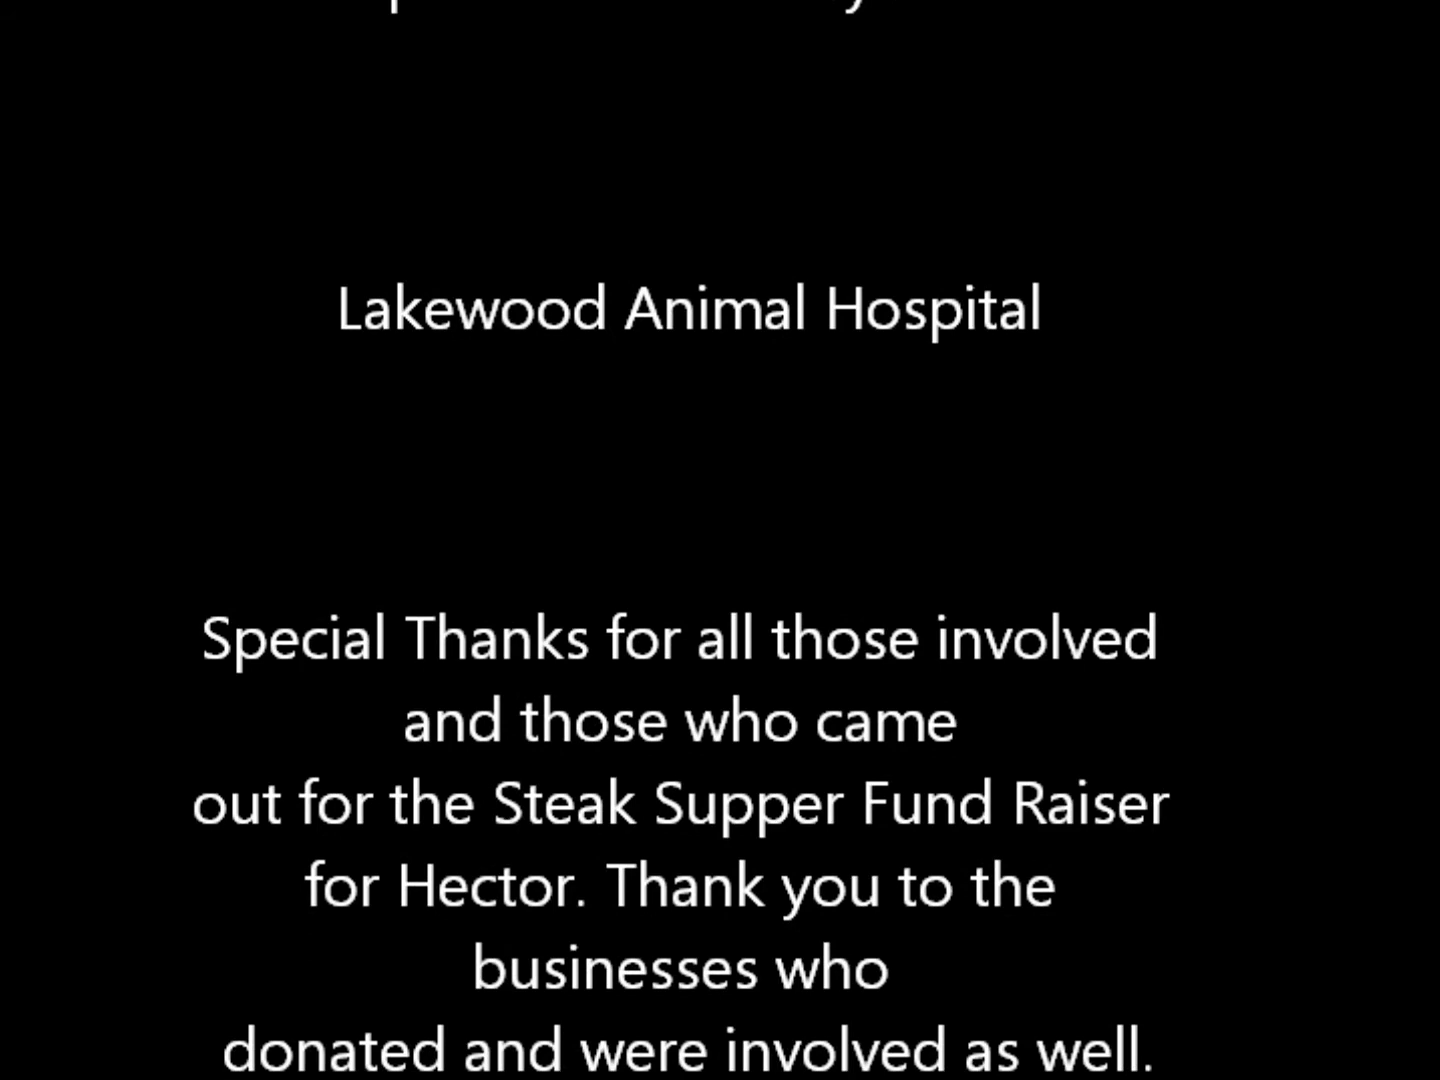 Lakewood Animal Hospital
Special Thanks for all those involved
and those who came
out for the Steak Supper Fund Raiser
for Hector. Thank you to the
businesses who
donated and were involved as well.